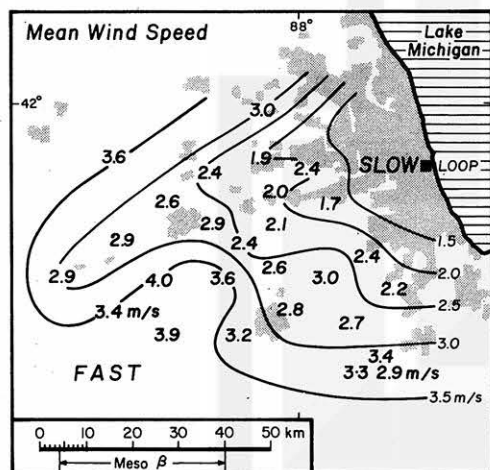 88°
Mean Wind Speed
Lake
Michigan
42°
3.0
3.6
1.9
2.4
SLOW
LOOP
2.4
2.0
2.6
1.7
2.9
2.1
2.9
2.4
1.5
2.4
2.6
2.0
2.9
4.0
3.6
3.0
2.2
2.5
3.4 m/s
2.8
2.7
3.9
3.2
3.0
3.4
FAST
3.3
2.9 m/s
3.5 m/s
0 10 20 30 40 50 km
Meso β